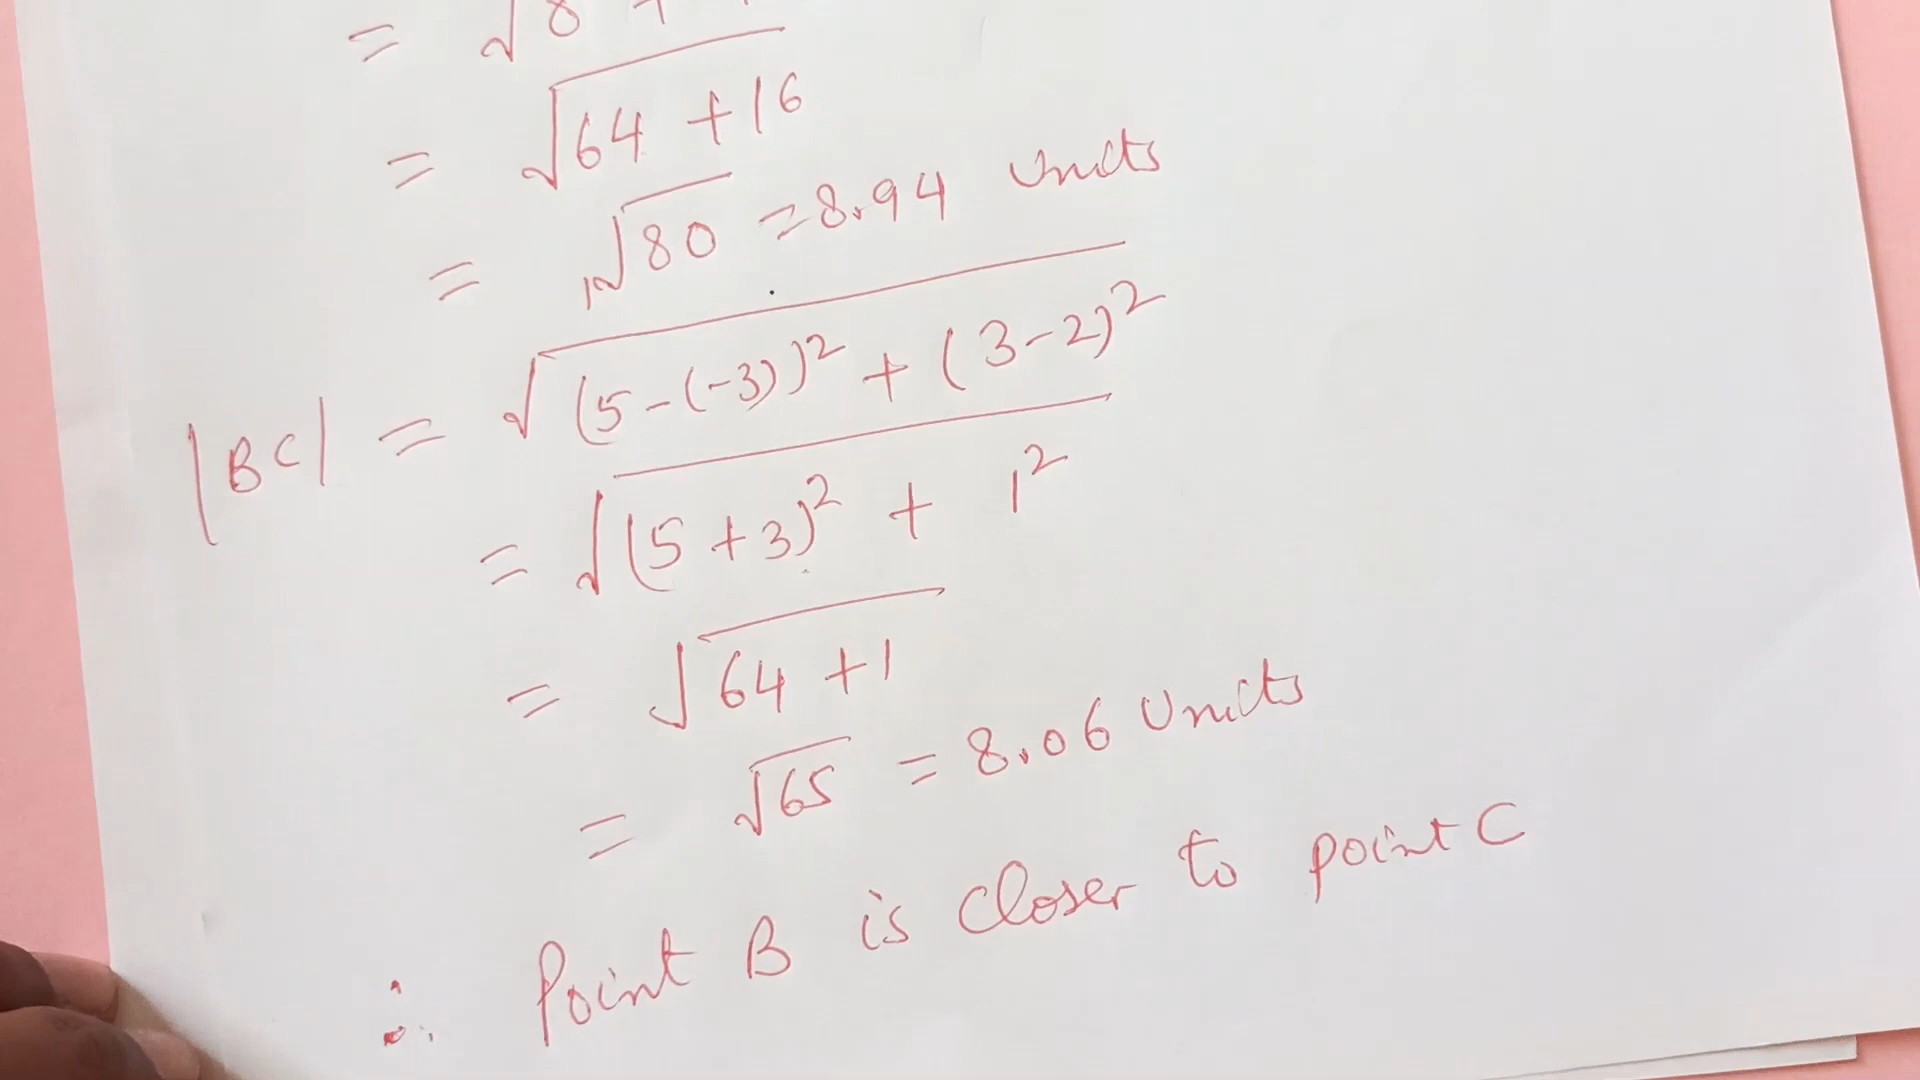 = √8 +
= √64 + 16
= √80 = 8.94 Units
|BC| = √(5-(-3))² + (3-2)²
= √(5+3)² + 1²
= √64 + 1
= √65 = 8.06 Units
∴ Point B is closer to point C